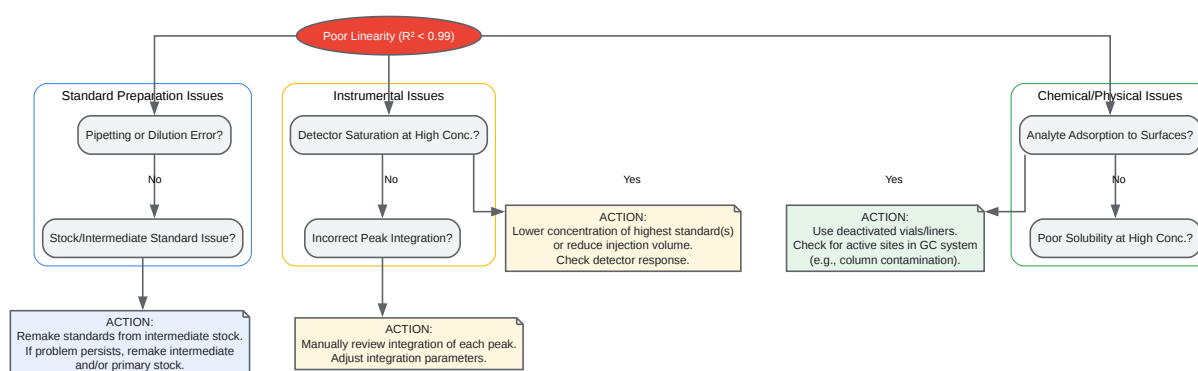 Poor Linearity (R² < 0.99)
Standard Preparation Issues
Instrumental Issues
Chemical/Physical Issues
Pipetting or Dilution Error?
Detector Saturation at High Conc.?
Analyte Adsorption to Surfaces?
No
No
Yes
Yes
No
Stock/Intermediate Standard Issue?
Incorrect Peak Integration?
ACTION:
Lower concentration of highest standard(s)
or reduce injection volume.
Check detector response.
ACTION:
Use deactivated vials/liners.
Check for active sites in GC system
(e.g., column contamination).
Poor Solubility at High Conc.?
ACTION:
Remake standards from intermediate stock.
If problem persists, remake intermediate
and/or primary stock.
ACTION:
Manually review integration of each peak.
Adjust integration parameters.